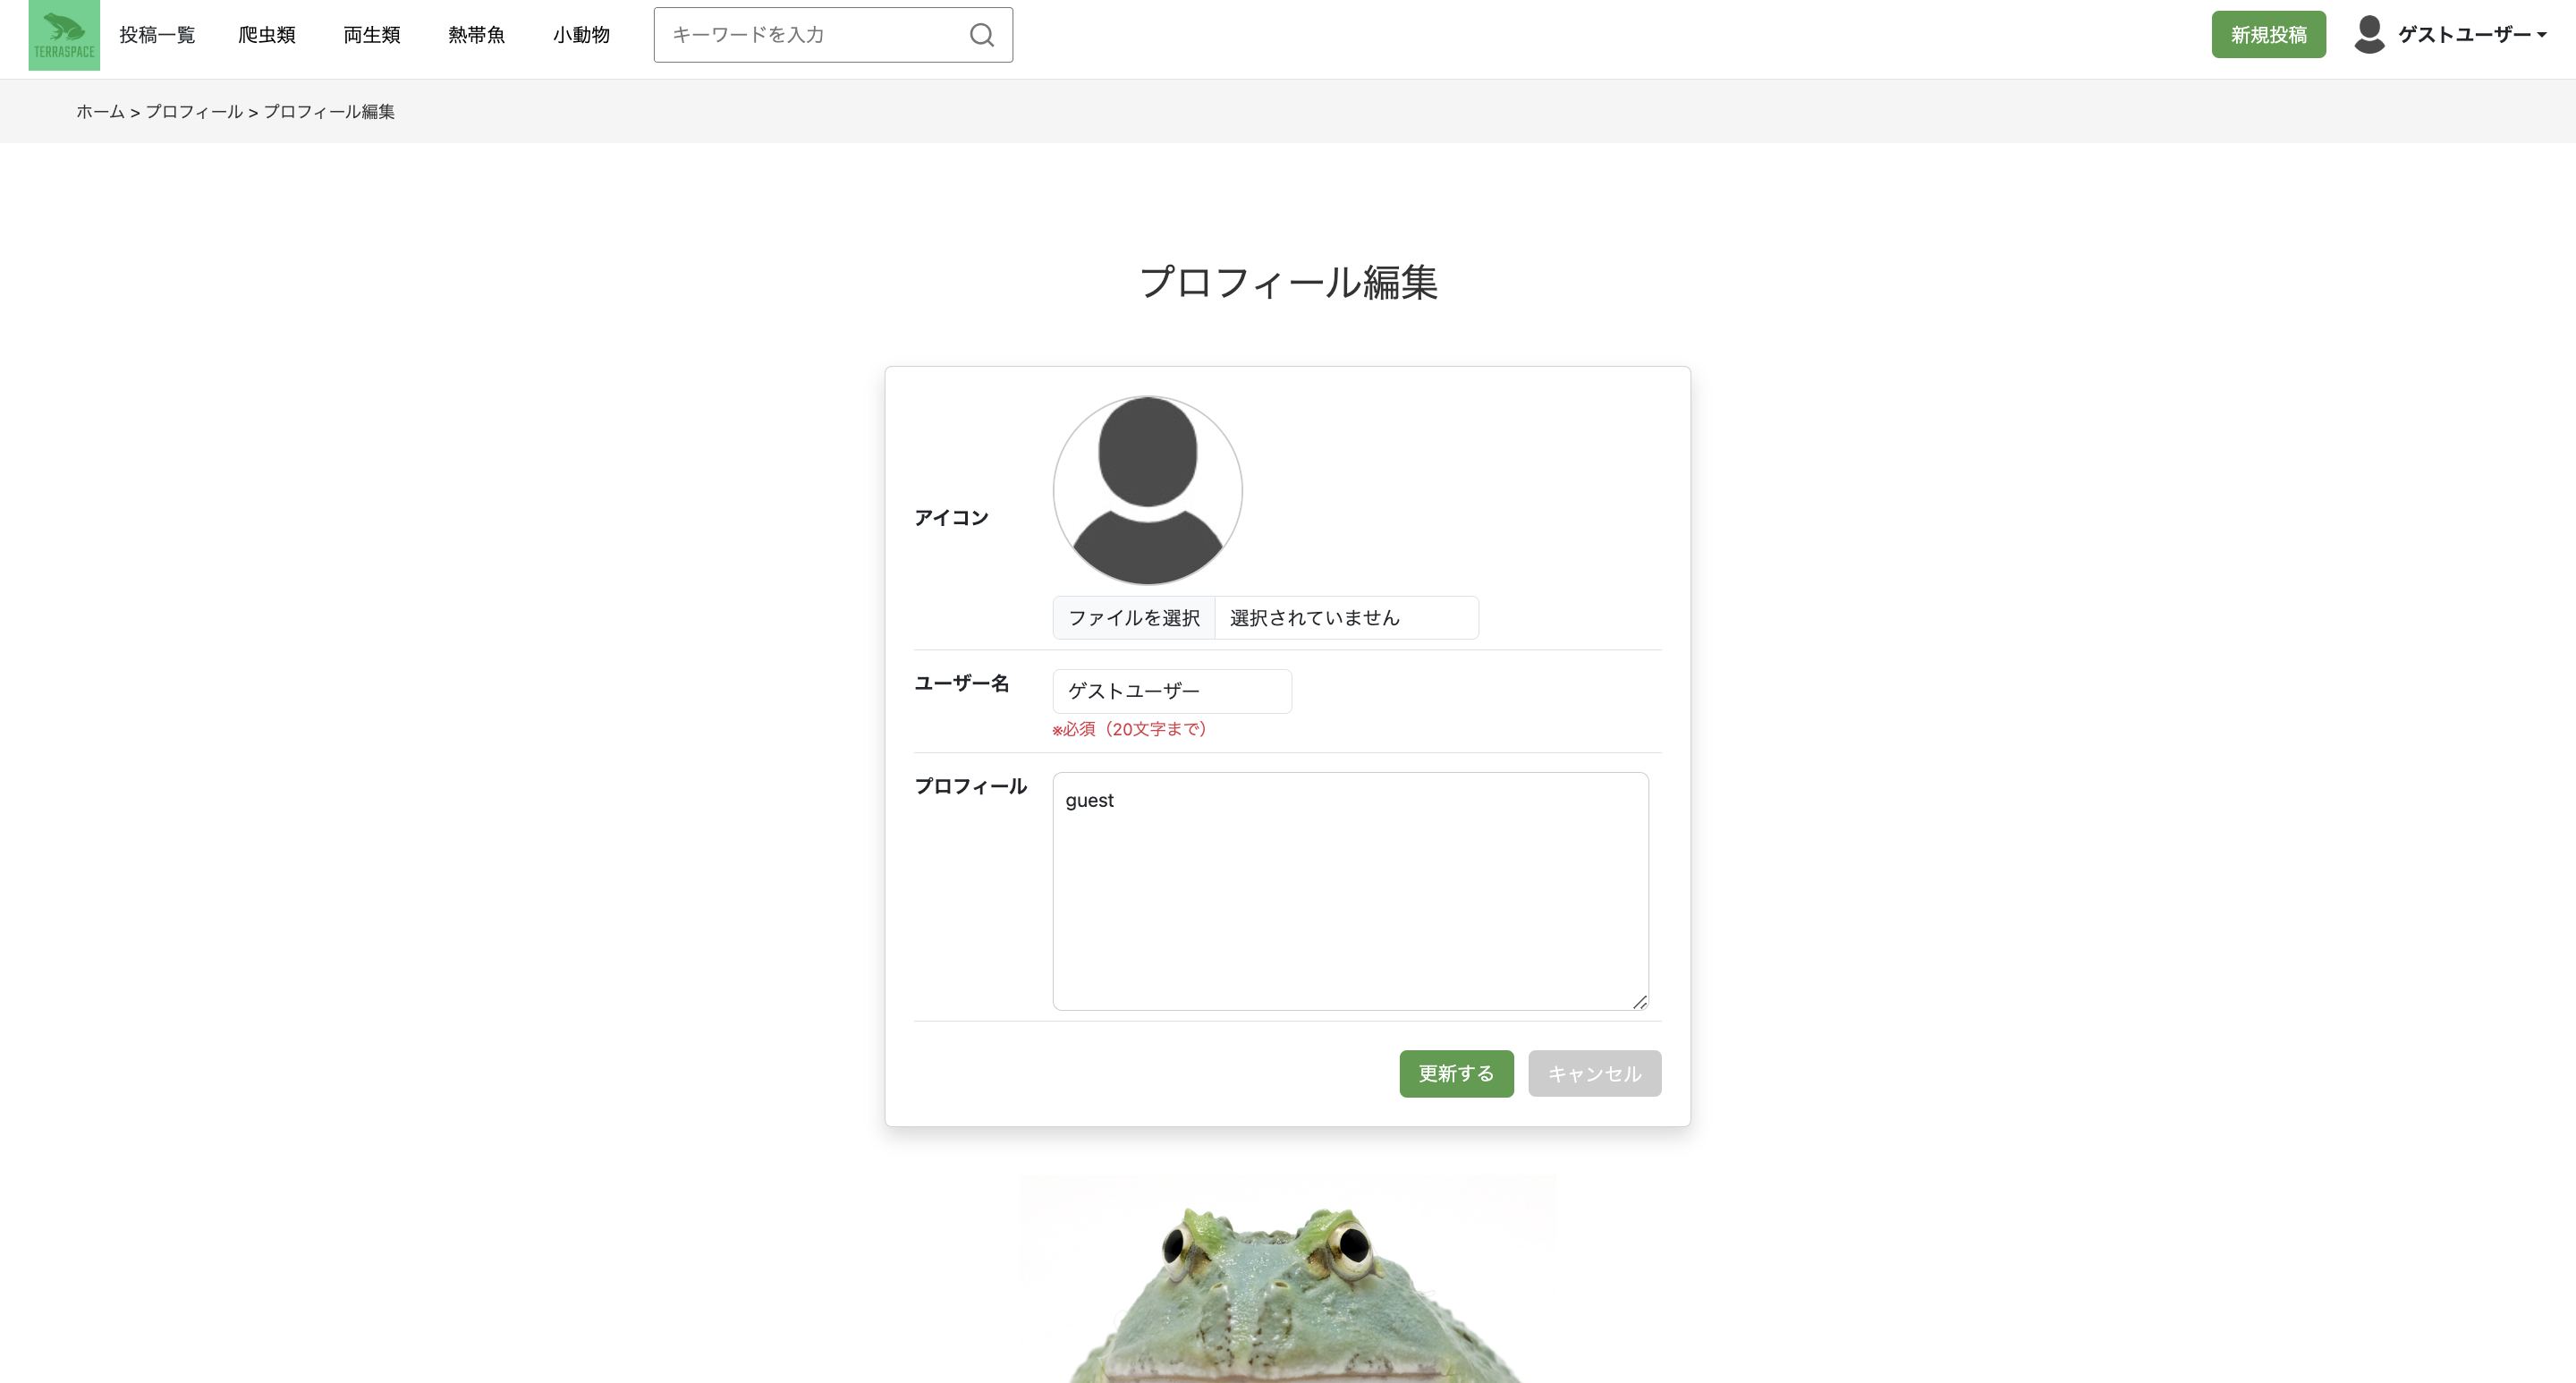 TERRASPACE
投稿一覧 爬虫類 両生類 熱帯魚 小動物 キーワードを入力 新規投稿 ゲストユーザー
ホーム > プロフィール > プロフィール編集
プロフィール編集
アイコン
ファイルを選択 選択されていません
ユーザー名 ゲストユーザー
※必須（20文字まで）
プロフィール guest
更新する キャンセル